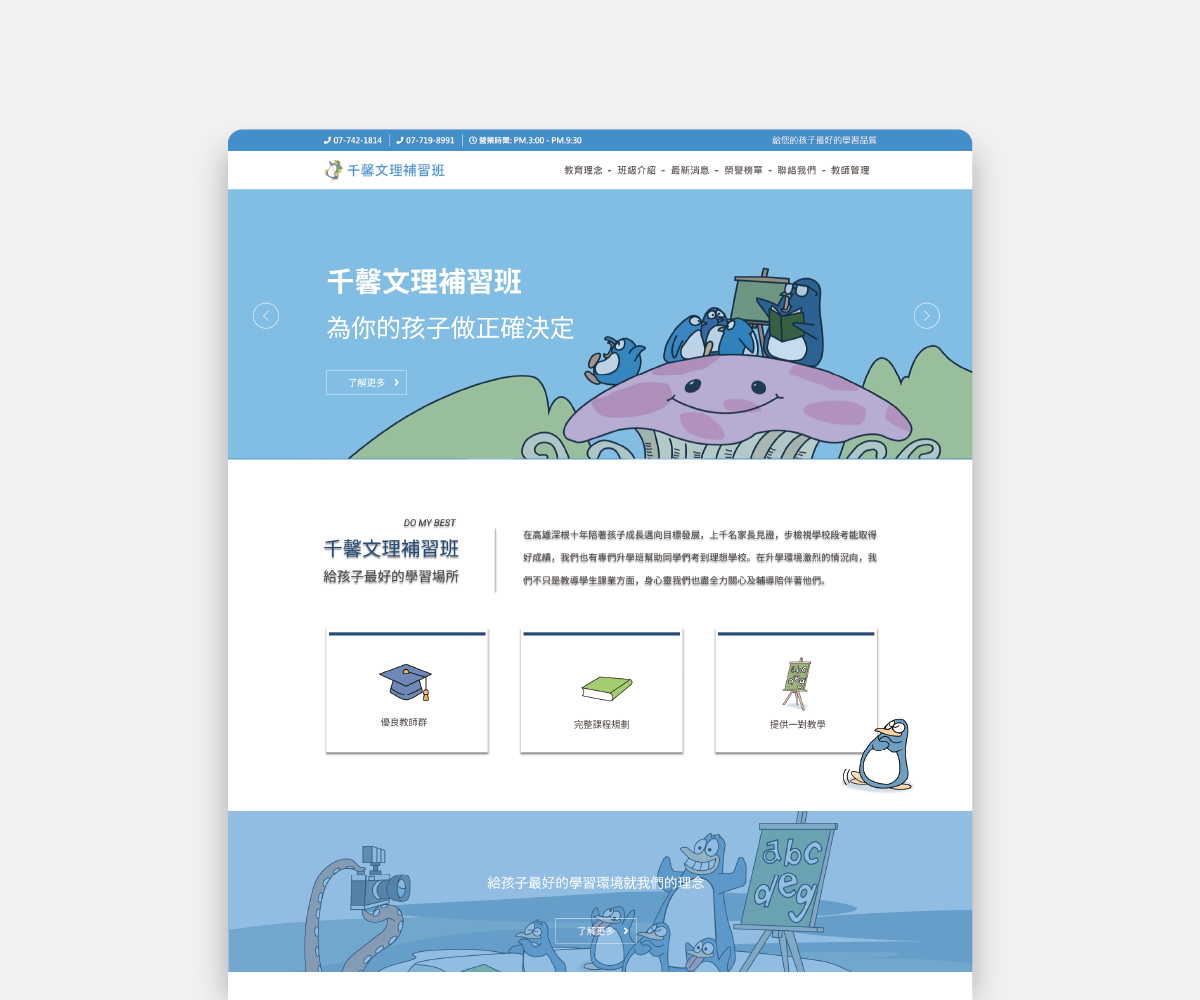 07-742-1814 07-719-8991 營業時間: PM.3:00 - PM.9:30 給您的孩子最好的學習品質
千馨文理補習班 教育理念 - 班級介紹 - 最新消息 - 榮譽榜單 - 聯絡我們 - 教師管理
千馨文理補習班
為你的孩子做正確決定
了解更多
DO MY BEST
千馨文理補習班
給孩子最好的學習場所
在高雄深根十年陪著孩子成長邁向目標發展，上千名家長見證，步檢視學校段考能取得
好成績，我們也有專們升學班幫助同學們考到理想學校。在升學環境激烈的情況向，我
們不只是教導學生課業方面，身心靈我們也盡全力關心及輔導陪伴著他們。
優良教師群 完整課程規劃 提供一對教學
abc
deg
給孩子最好的學習環境就我們的理念
了解更多
abc
deg